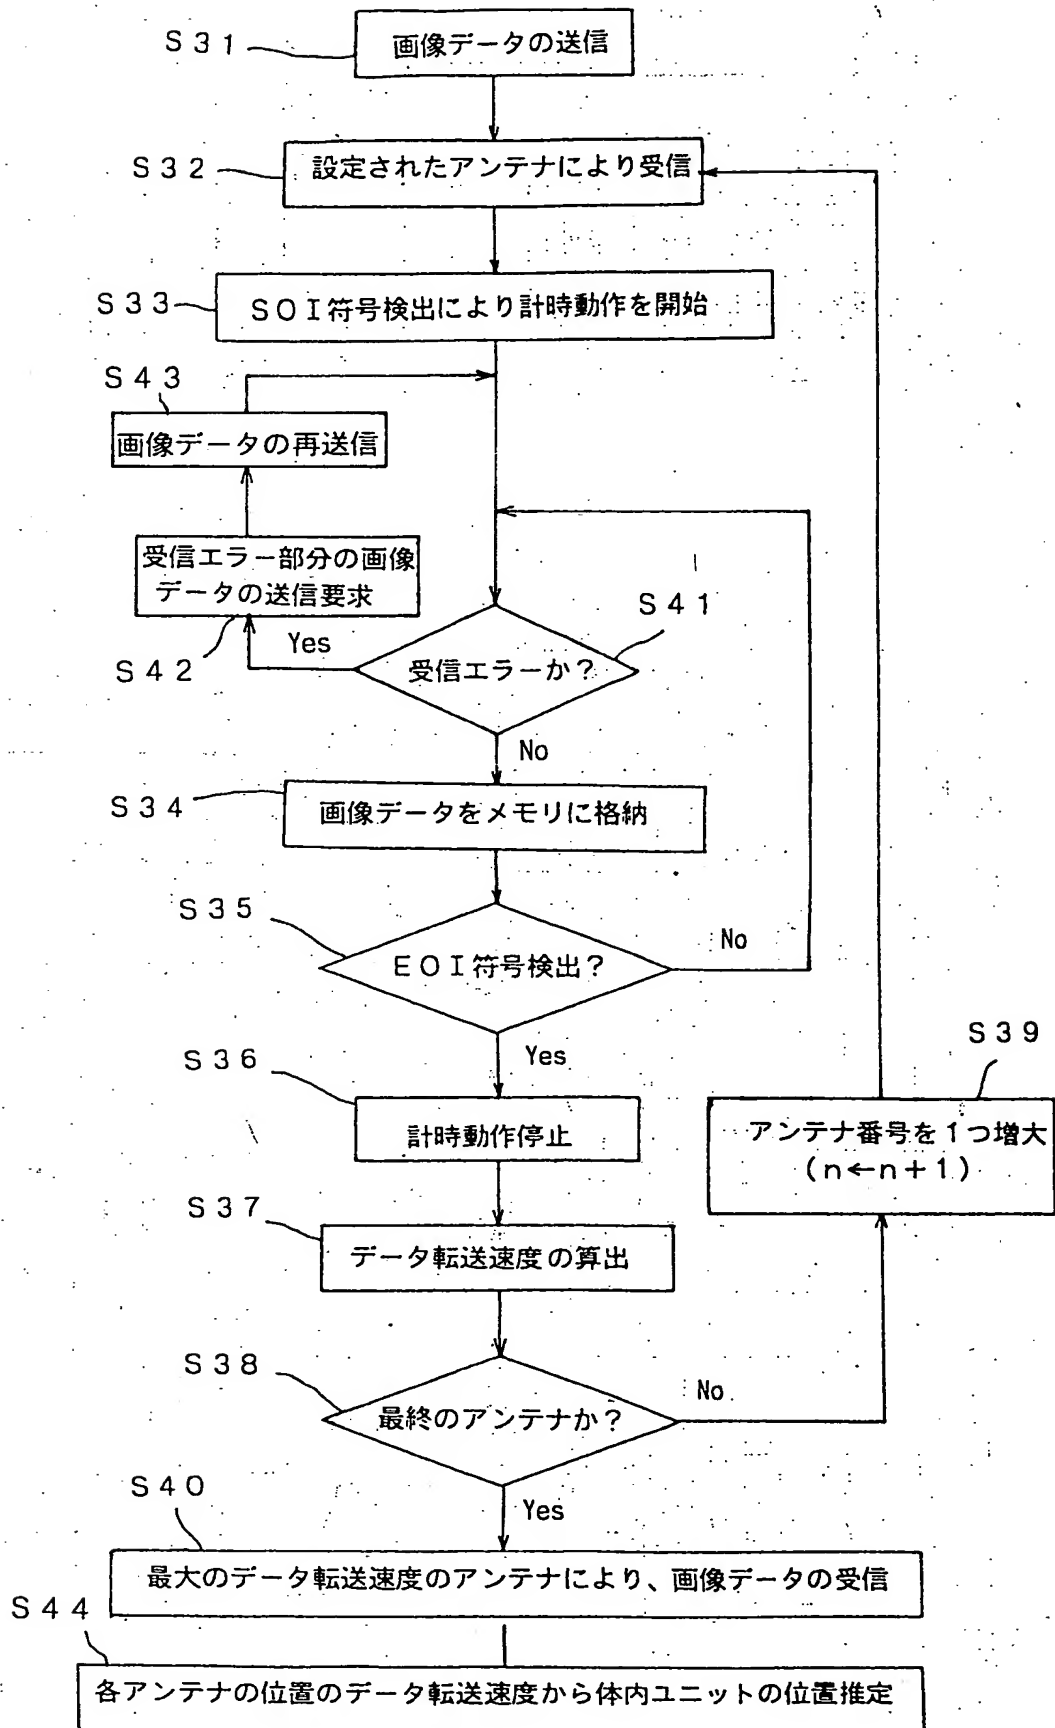 S31
画像データの送信
S32
設定されたアンテナにより受信
S33
SOI符号検出により計時動作を開始
S43
画像データの再送信
受信エラー部分の画像
データの送信要求
S42
Yes
S41
受信エラーか?
No
S34
画像データをメモリに格納
S35
EOI符号検出?
No
Yes
S36
計時動作停止
S39
アンテナ番号を1つ増大
(n←n+1)
S37
データ転送速度の算出
S38
最終のアンテナか?
No
Yes
S40
最大のデータ転送速度のアンテナにより、画像データの受信
S44
各アンテナの位置のデータ転送速度から体内ユニットの位置推定